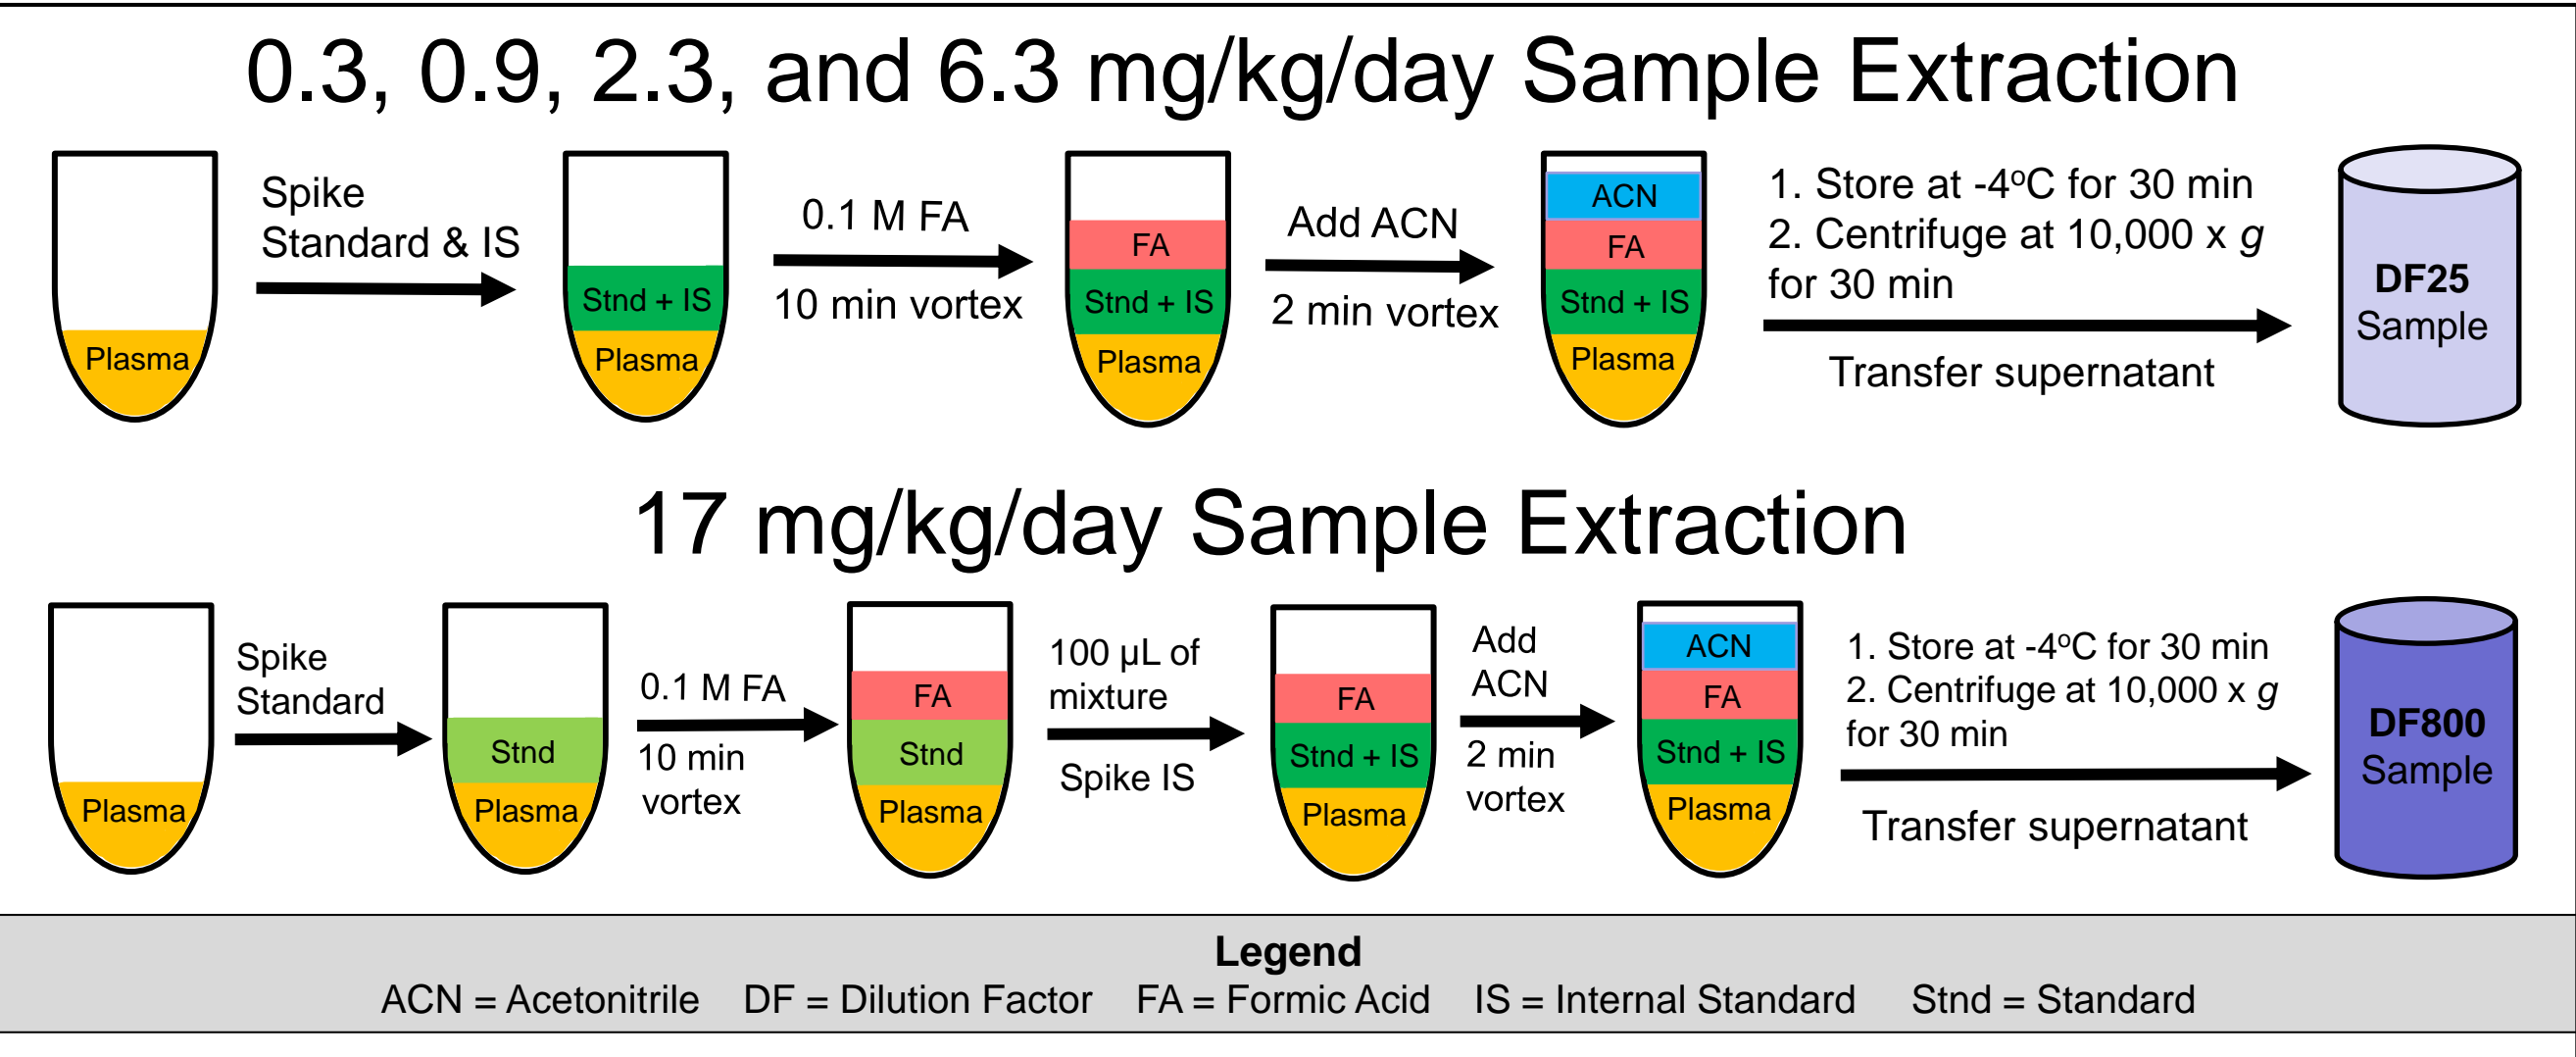 0.3, 0.9, 2.3, and 6.3 mg/kg/day Sample Extraction
Plasma
Spike
Standard & IS
Stnd + IS
Plasma
0.1 M FA
10 min vortex
FA
Stnd + IS
Plasma
Add ACN
2 min vortex
ACN
FA
Stnd + IS
Plasma
1. Store at -4°C for 30 min
2. Centrifuge at 10,000 x g
for 30 min
Transfer supernatant
DF25
Sample
17 mg/kg/day Sample Extraction
Plasma
Spike
Standard
Stnd
Plasma
0.1 M FA
10 min
vortex
FA
Stnd
Plasma
100 µL of
mixture
Spike IS
FA
Stnd + IS
Plasma
Add
ACN
2 min
vortex
ACN
FA
Stnd + IS
Plasma
1. Store at -4°C for 30 min
2. Centrifuge at 10,000 x g
for 30 min
Transfer supernatant
DF800
Sample
Legend
ACN = Acetonitrile DF = Dilution Factor FA = Formic Acid IS = Internal Standard Stnd = Standard